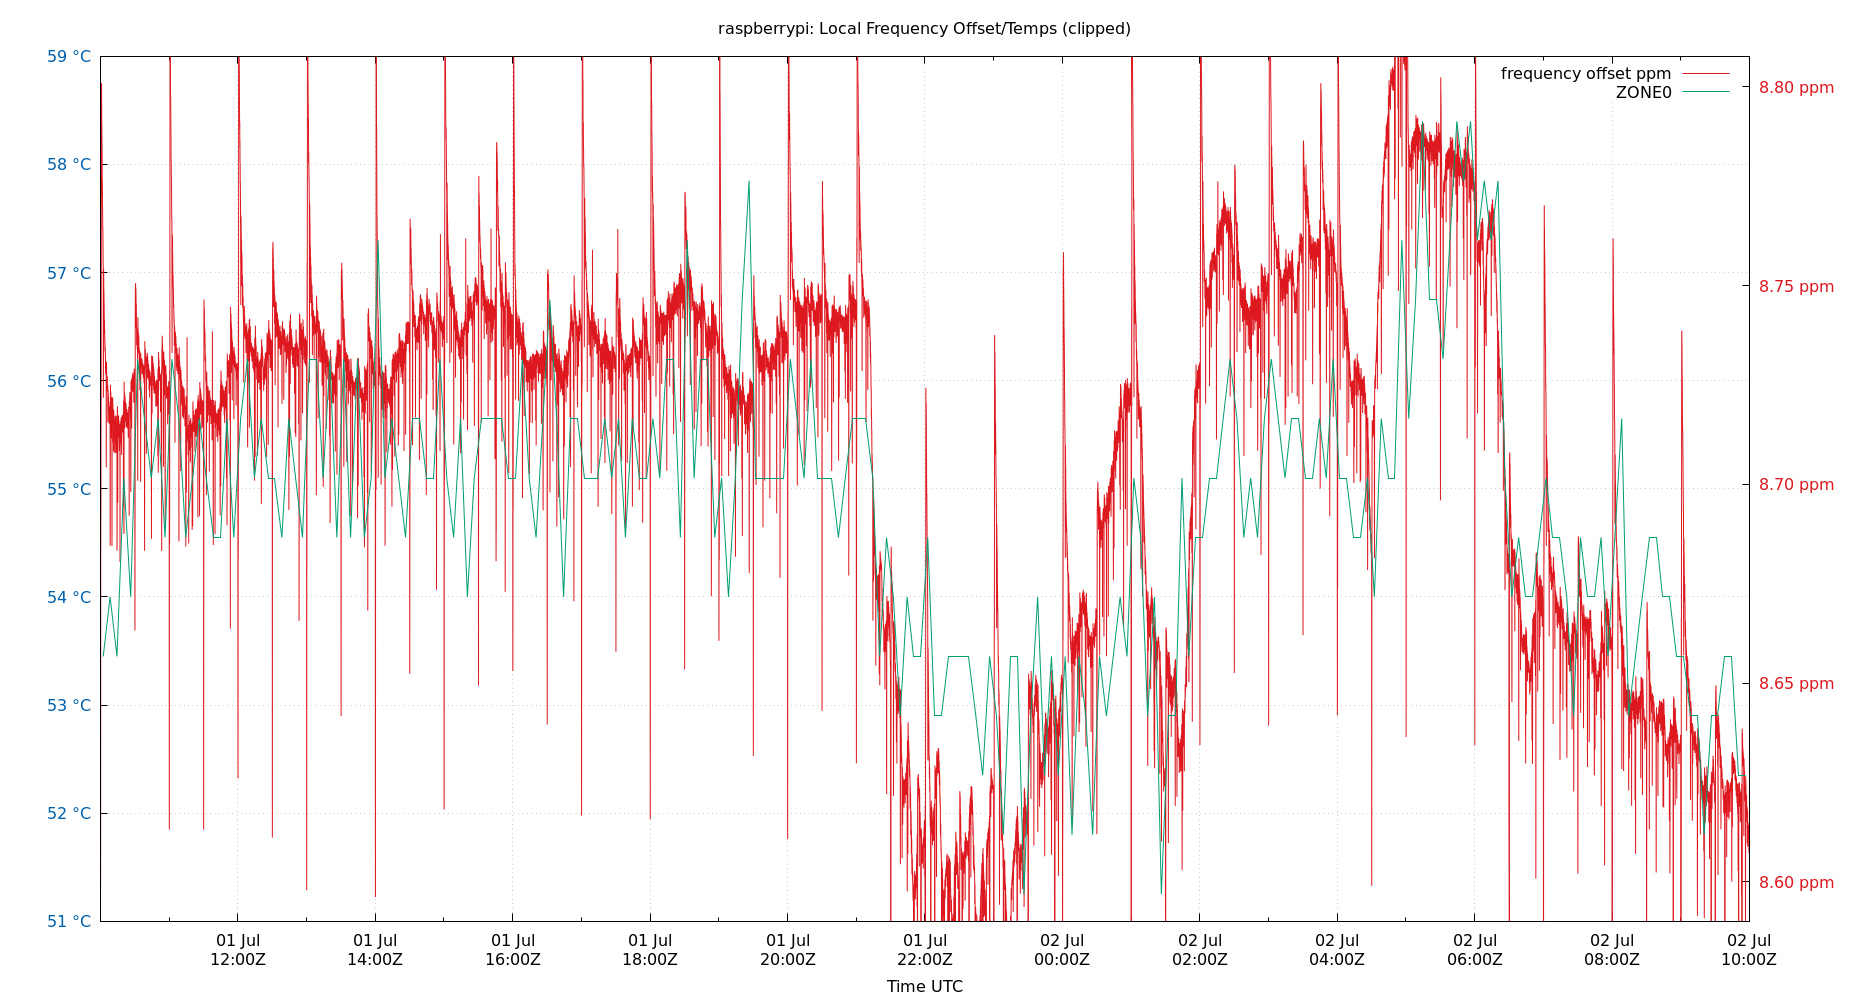 raspberrypi: Local Frequency Offset/Temps (clipped)
frequency offset ppm
ZONE0
59 °C
58 °C
57 °C
56 °C
55 °C
54 °C
53 °C
52 °C
51 °C
8.80 ppm
8.75 ppm
8.70 ppm
8.65 ppm
8.60 ppm
01 Jul
12:00Z
01 Jul
14:00Z
01 Jul
16:00Z
01 Jul
18:00Z
01 Jul
20:00Z
01 Jul
22:00Z
02 Jul
00:00Z
02 Jul
02:00Z
02 Jul
04:00Z
02 Jul
06:00Z
02 Jul
08:00Z
02 Jul
10:00Z
Time UTC